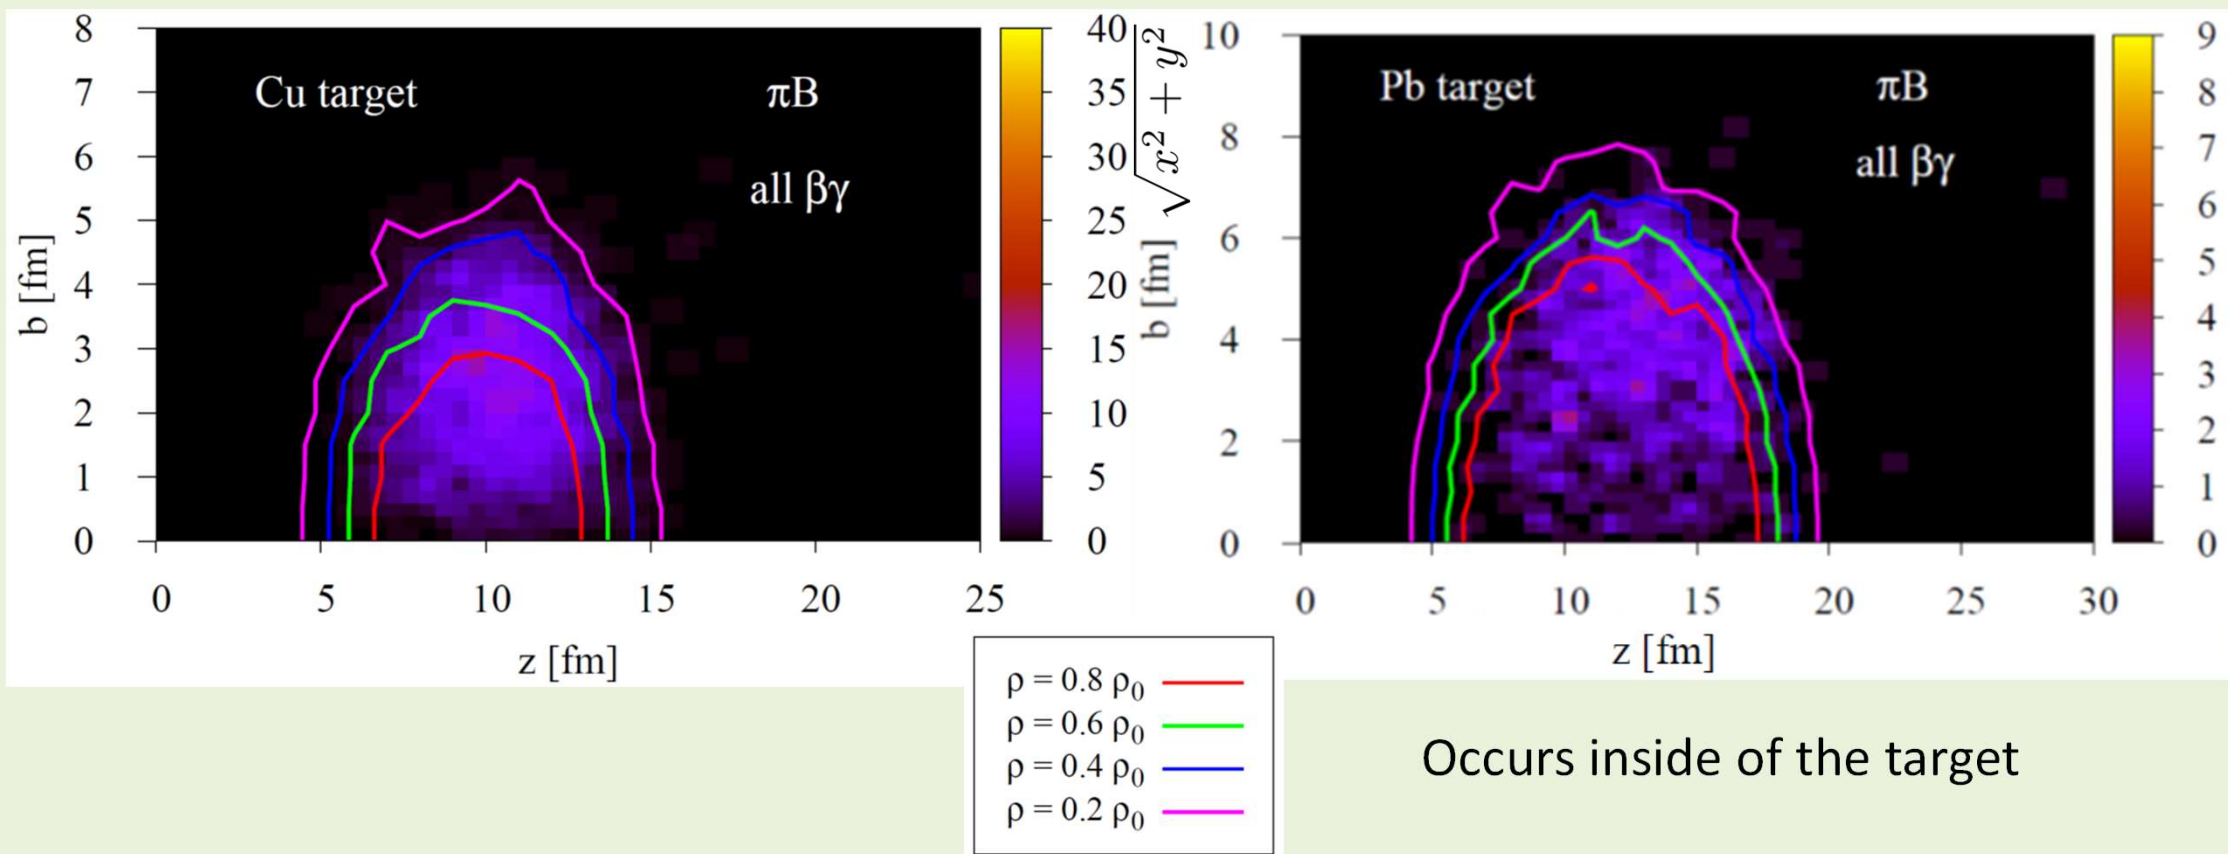 8
7
6
5
4
3
2
1
0
b [fm]
Cu target
πB
all βγ
0
5
10
15
20
25
z [fm]
40
35
30
25
20
15
10
5
0
√x² + y²
b [fm]
10
8
6
4
2
0
Pb target
πB
all βγ
0
5
10
15
20
25
30
z [fm]
9
8
7
6
5
4
3
2
1
0
ρ = 0.8 ρ₀
ρ = 0.6 ρ₀
ρ = 0.4 ρ₀
ρ = 0.2 ρ₀
Occurs inside of the target